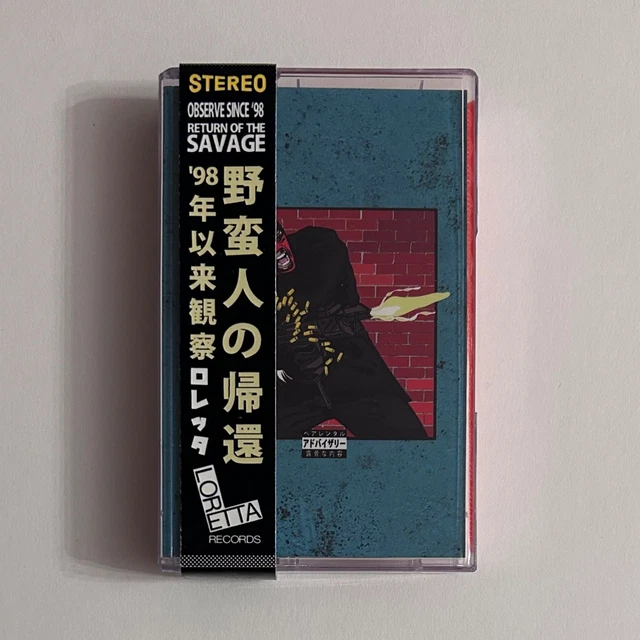 STEREO
OBSERVE SINCE '98
RETURN OF THE
SAVAGE
野蛮人の帰還
'98年以来観察
ロレッタ
LORETTA
RECORDS
ペアレンタル
アドバイザリー
露骨な内容